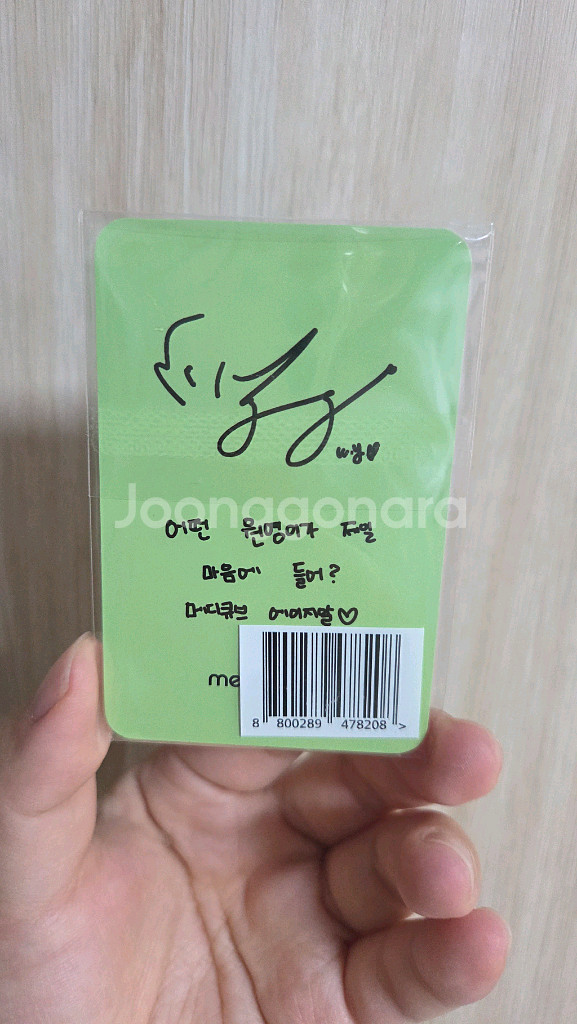 w.y♥
Joonggonara
어떤 원영이가 제일
마음에 들어?
메디큐브 에이지알♡
me
8 800289 478208 >